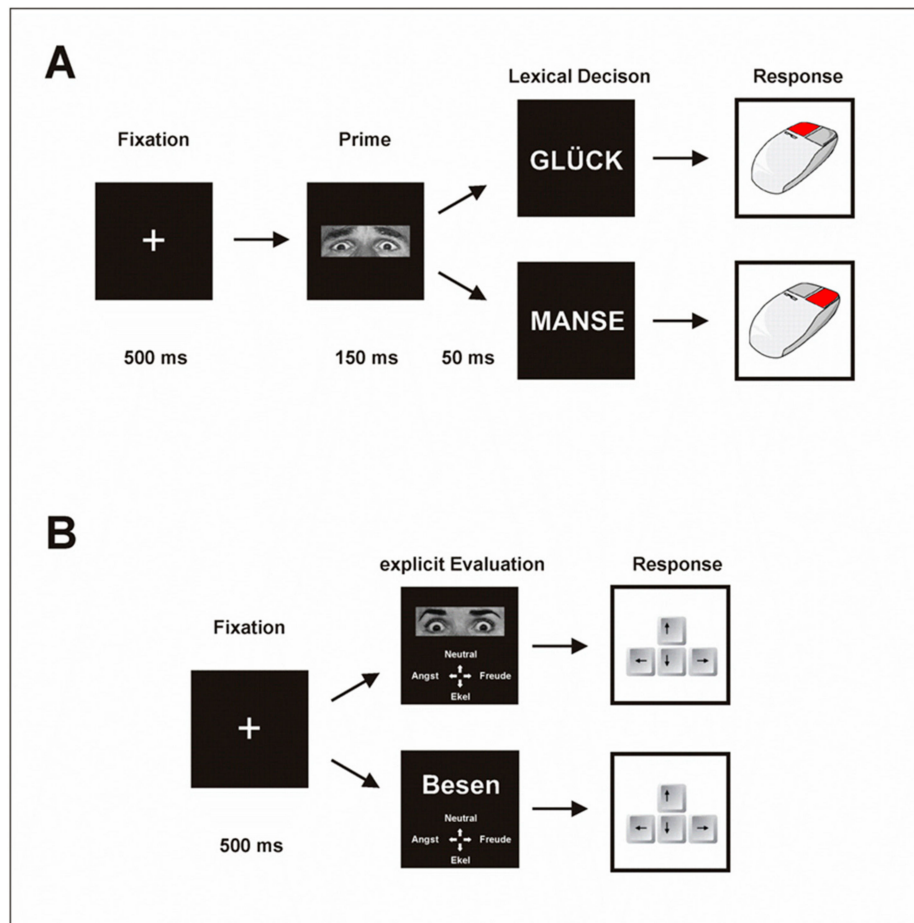 A
Lexical Decison
Response
Fixation
Prime
GLÜCK
MANSE
500 ms
150 ms
50 ms
B
explicit Evaluation
Response
Fixation
Neutral
Angst
Freude
Ekel
Besen
Neutral
Angst
Freude
Ekel
500 ms